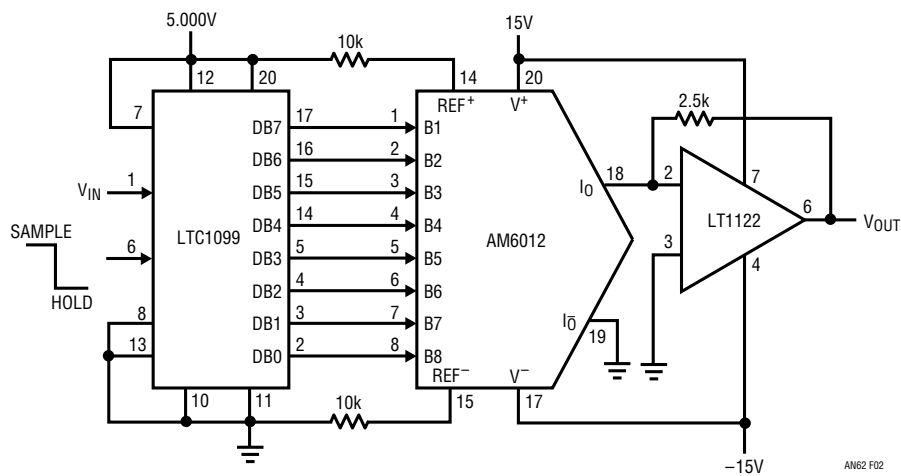 5.000V
15V
10k
12 20
14
20
7
REF+
V+
2.5k
DB7 17 1 B1
DB6 16 2 B2
1
VIN
DB5 15 3 B3
18
IO
2
7
DB4 14 4 B4
LTC1099
AM6012
LT1122
6
VOUT
SAMPLE
6
DB3 5 5 B5
3
4
HOLD
DB2 4 6 B6
8
DB1 3 7 B7
IO
19
13
DB0 2 8 B8
REF−
V−
10 11
10k
15
17
−15V
AN62 F02